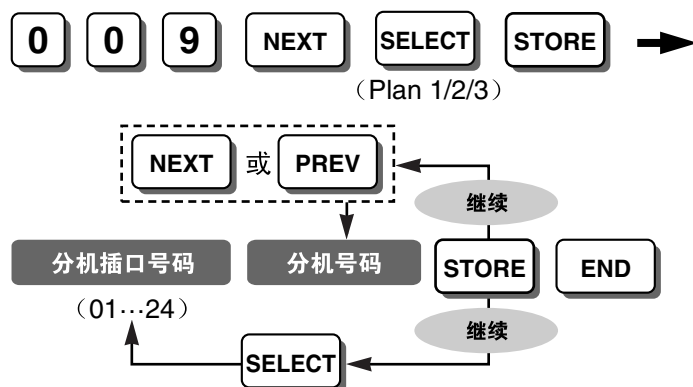 0 0 9 NEXT SELECT STORE
（Plan 1/2/3）
NEXT 或 PREV
继续
分机插口号码 分机号码 STORE END
（01…24）
继续
SELECT